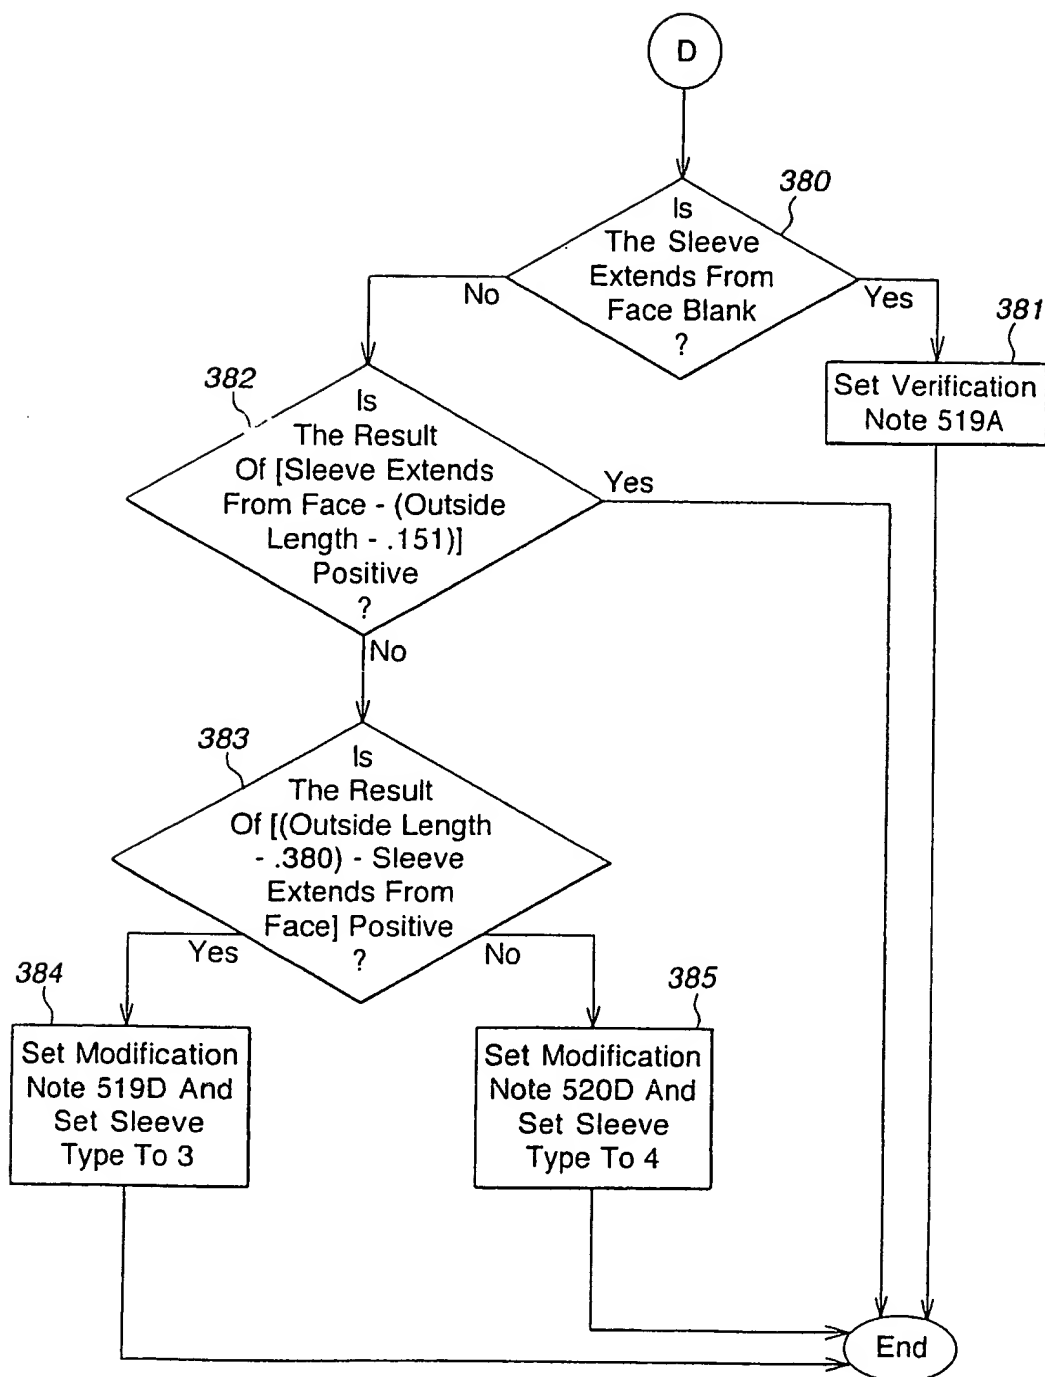 D
380
Is
The Sleeve
Extends From
Face Blank
?
No
Yes
381
Set Verification
Note 519A
382
Is
The Result
Of [Sleeve Extends
From Face - (Outside
Length - .151)]
Positive
?
Yes
No
383
Is
The Result
Of [(Outside Length
- .380) - Sleeve
Extends From
Face] Positive
?
Yes
No
384
Set Modification
Note 519D And
Set Sleeve
Type To 3
385
Set Modification
Note 520D And
Set Sleeve
Type To 4
End